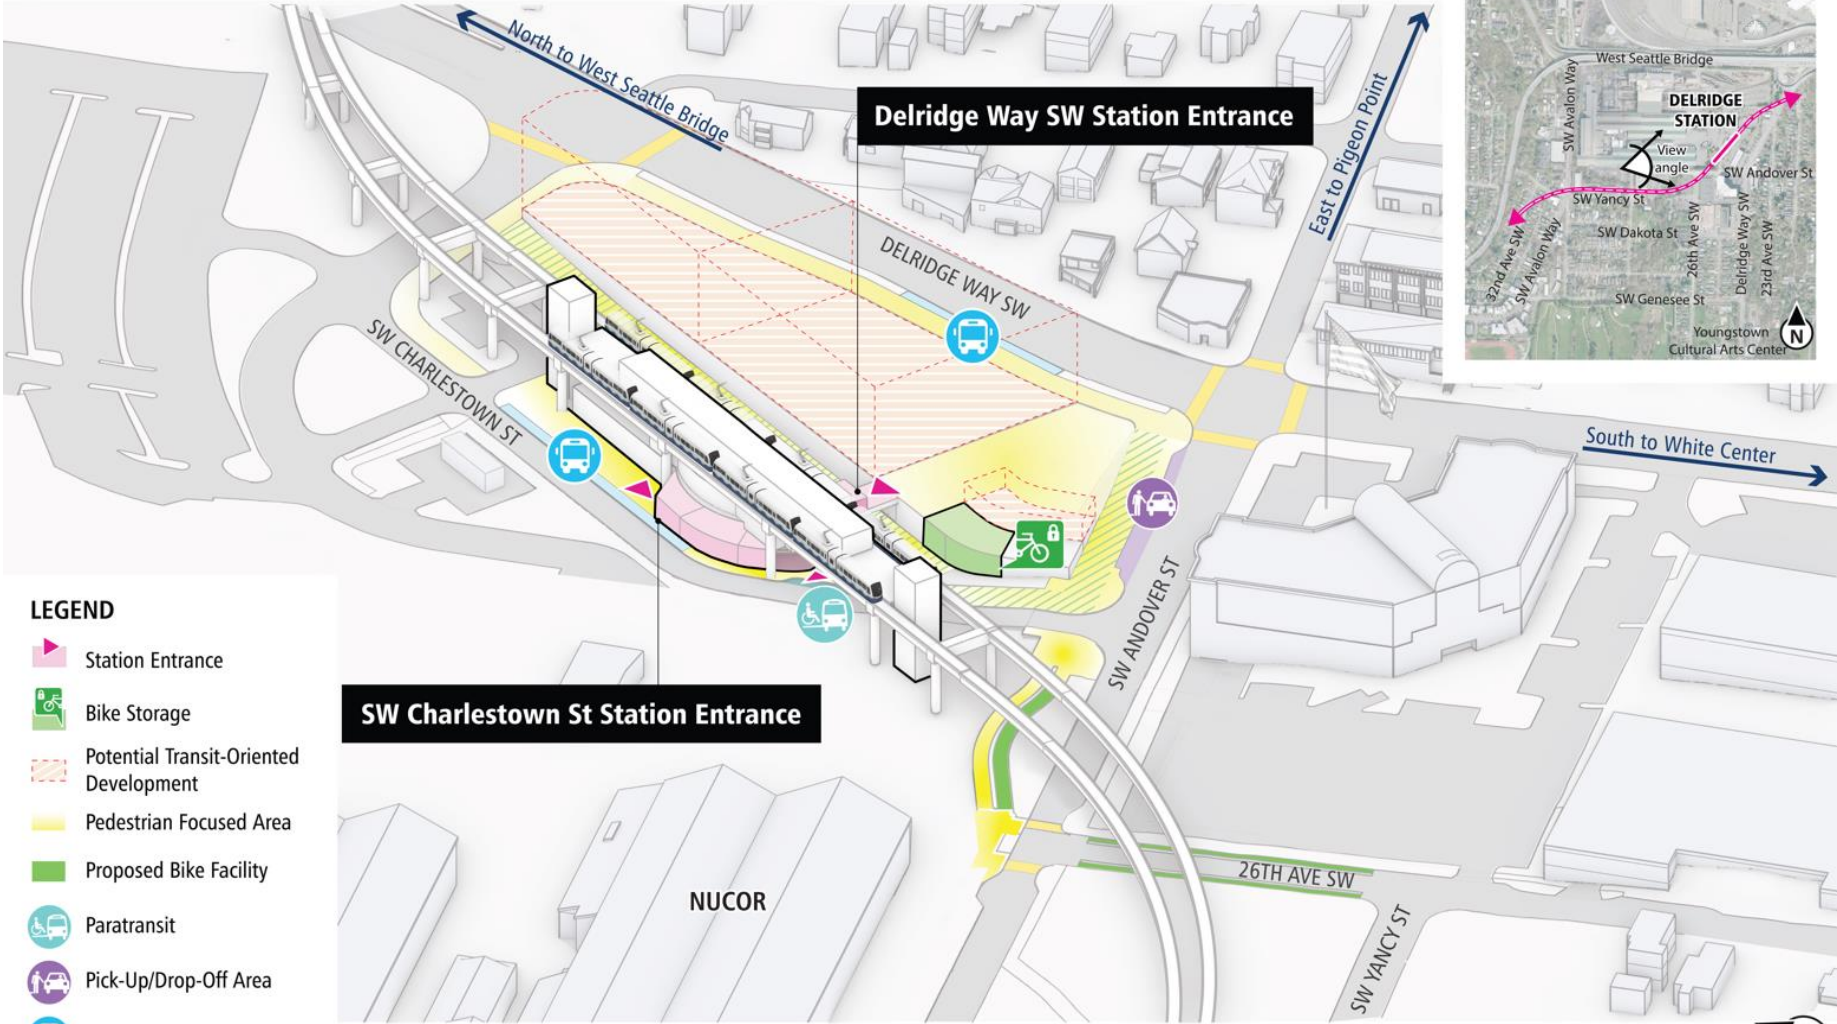 North to West Seattle Bridge
Delridge Way SW Station Entrance
East to Pigeon Point
DELRIDGE WAY SW
SW CHARLESTOWN ST
South to White Center
SW ANDOVER ST
SW Charlestown St Station Entrance
NUCOR
26TH AVE SW
SW YANCY ST
LEGEND
Station Entrance
Bike Storage
Potential Transit-Oriented
Development
Pedestrian Focused Area
Proposed Bike Facility
Paratransit
Pick-Up/Drop-Off Area
West Seattle Bridge
SW Avalon Way
DELRIDGE
STATION
View
angle
SW Andover St
SW Yancy St
SW Dakota St
26th Ave SW
Delridge Way SW
23rd Ave SW
32nd Ave SW
SW Avalon Way
SW Genesee St
Youngstown
Cultural Arts Center
N